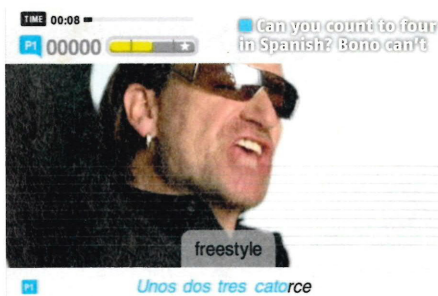 TIME 00:08
P1 00000
Can you count to four
in Spanish? Bono can't
freestyle
P1 Unos dos tres catorce